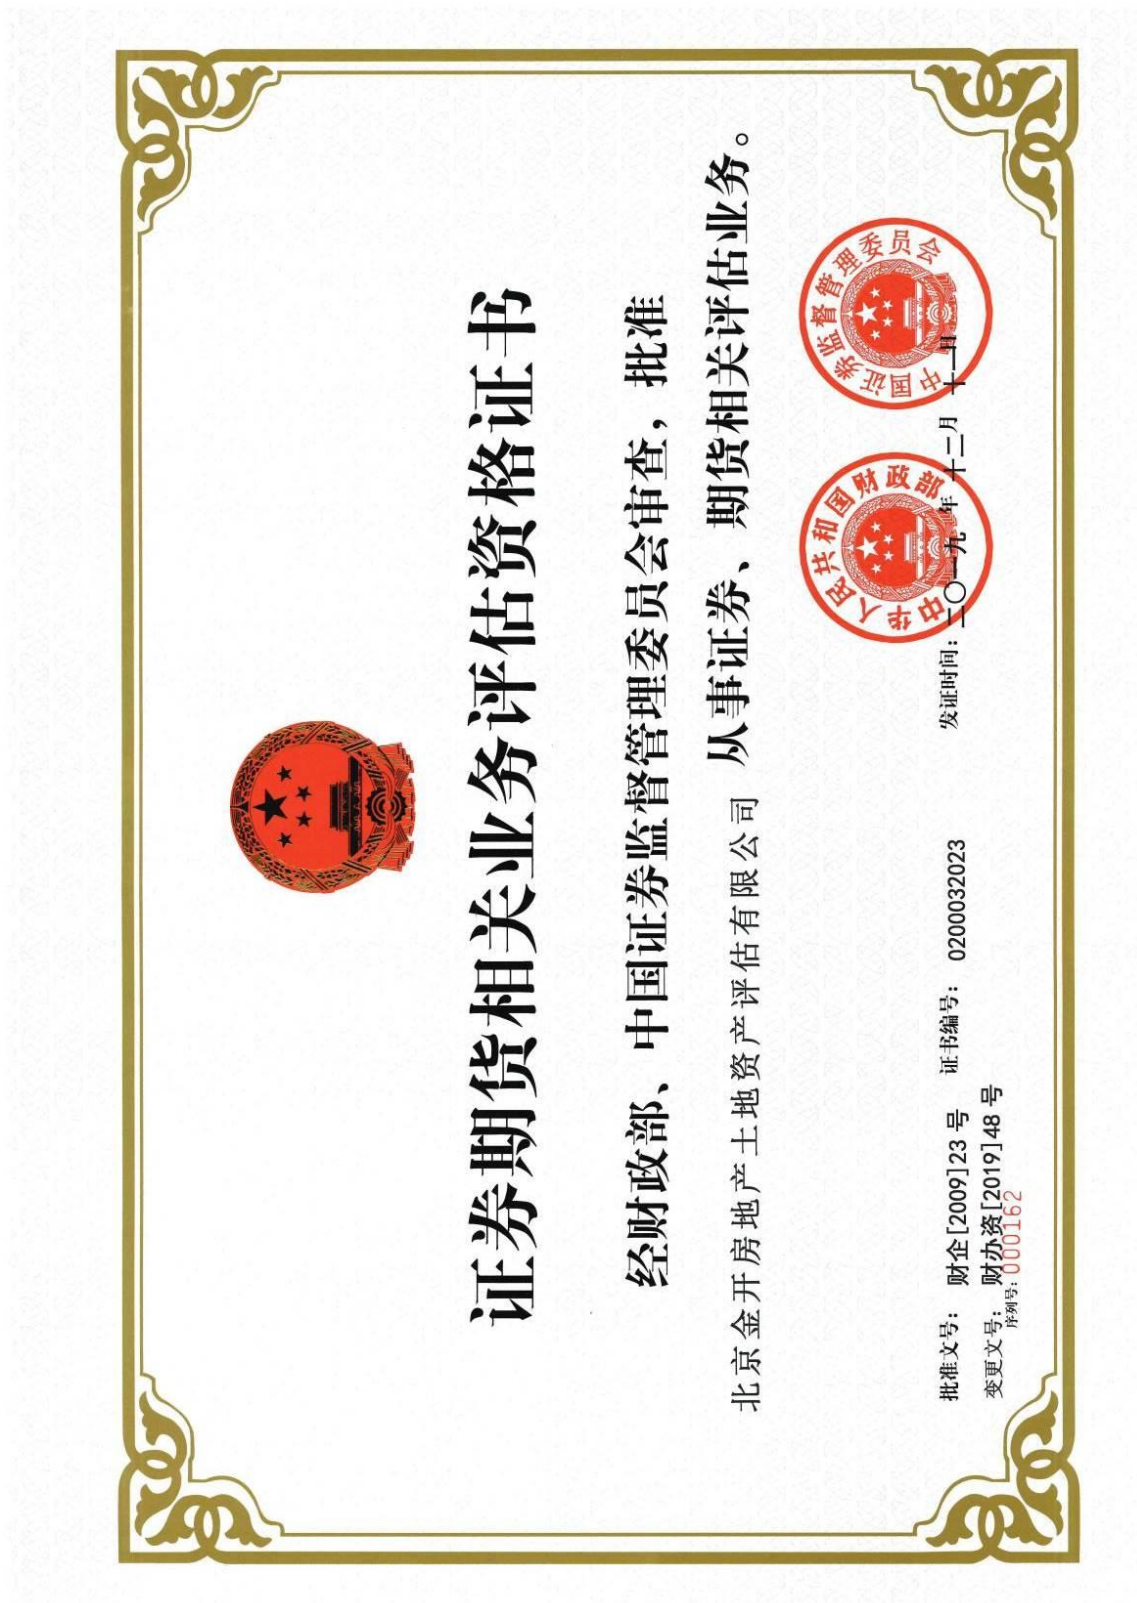 证券期货相关业务评估资格证书
经财政部、中国证券监督管理委员会审查，批准
北京金开房地产土地资产评估有限公司 从事证券、期货相关评估业务。
批准文号： 财企[2009]23 号 证书编号： 0200032023 发证时间： 二〇一九 年 十二月 十一日
变更文号： 财办资[2019]48 号
序列号：000162
中华人民共和国财政部
中国证券监督管理委员会